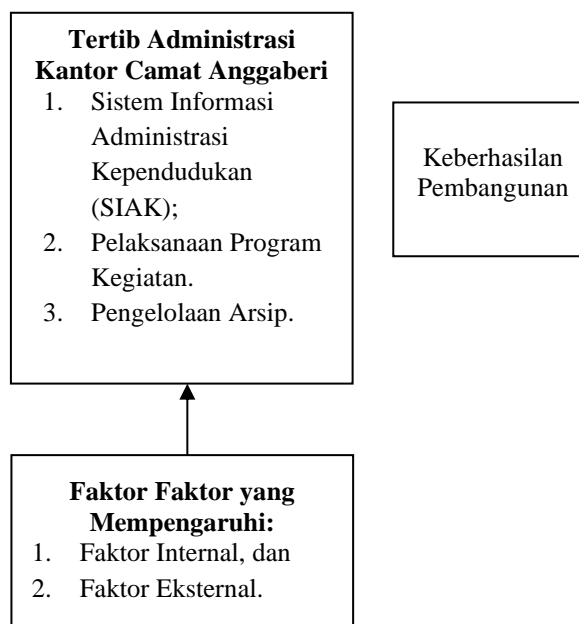 Tertib Administrasi
Kantor Camat Anggaberi
1. Sistem Informasi
Administrasi
Kependudukan
(SIAK);
2. Pelaksanaan Program
Kegiatan.
3. Pengelolaan Arsip.
Keberhasilan
Pembangunan
Faktor Faktor yang
Mempengaruhi:
1. Faktor Internal, dan
2. Faktor Eksternal.